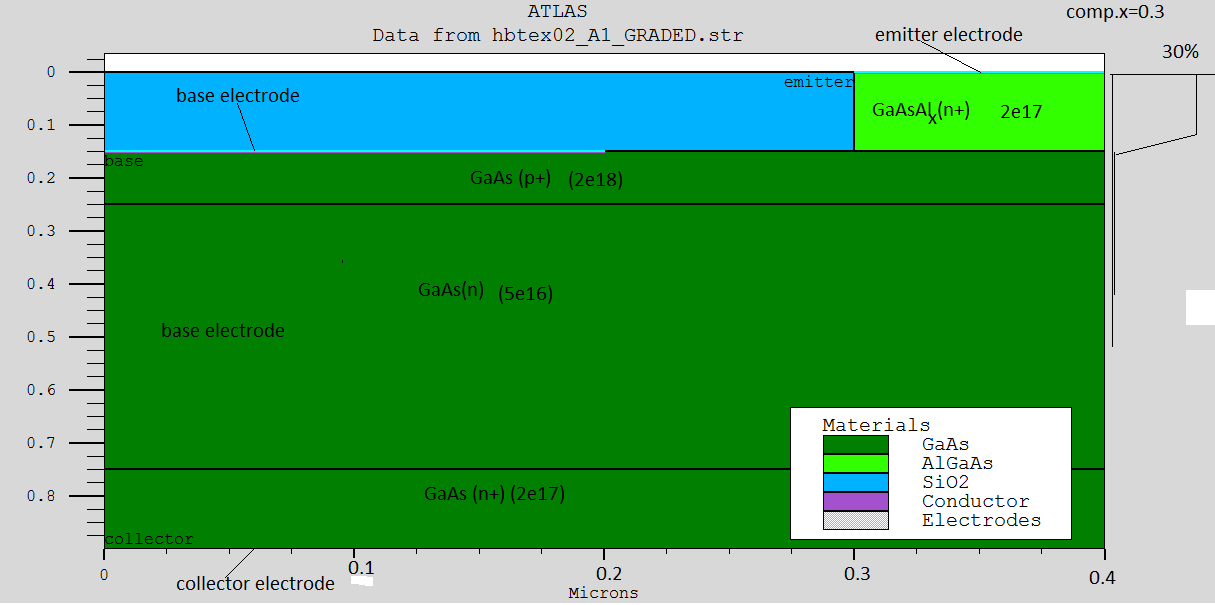 ATLAS
comp.x=0.3
Data from hbtex02_A1_GRADED.str
emitter electrode
30%
0
emitter
base electrode
GaAsAlx(n+) 2e17
0.1
base
0.2
GaAs (p+) (2e18)
0.3
GaAs(n) (5e16)
0.4
0.5
base electrode
0.6
0.7
Materials
GaAs
AlGaAs
SiO2
Conductor
Electrodes
0.8
GaAs (n+) (2e17)
collector
0 0.1 0.2 0.3 0.4
collector electrode
Microns